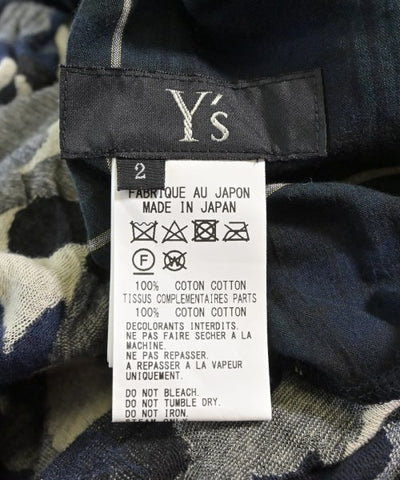 Y's
2
FABRIQUE AU JAPON
MADE IN JAPAN
F W
100% COTON COTTON
TISSUS COMPLEMENTAIRES PARTS
100% COTON COTTON
DECOLORANTS INTERDITS.
NE PAS FAIRE SECHER A LA
MACHINE.
NE PAS REPASSER.
A REPASSER A LA VAPEUR
UNIQUEMENT.
DO NOT BLEACH.
DO NOT TUMBLE DRY.
DO NOT IRON.
STEAM ONLY.